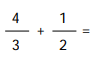 4/3 + 1/2 =